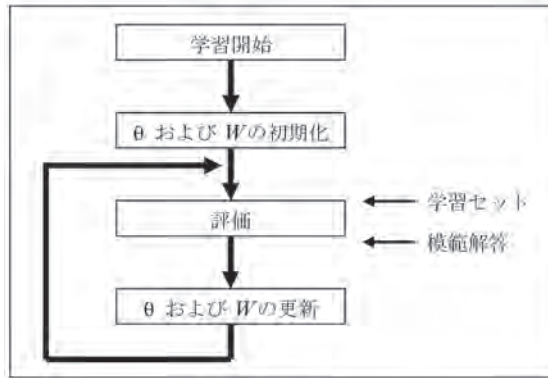 学習開始
θ および Wの初期化
学習セット
評価
模範解答
θ および Wの更新